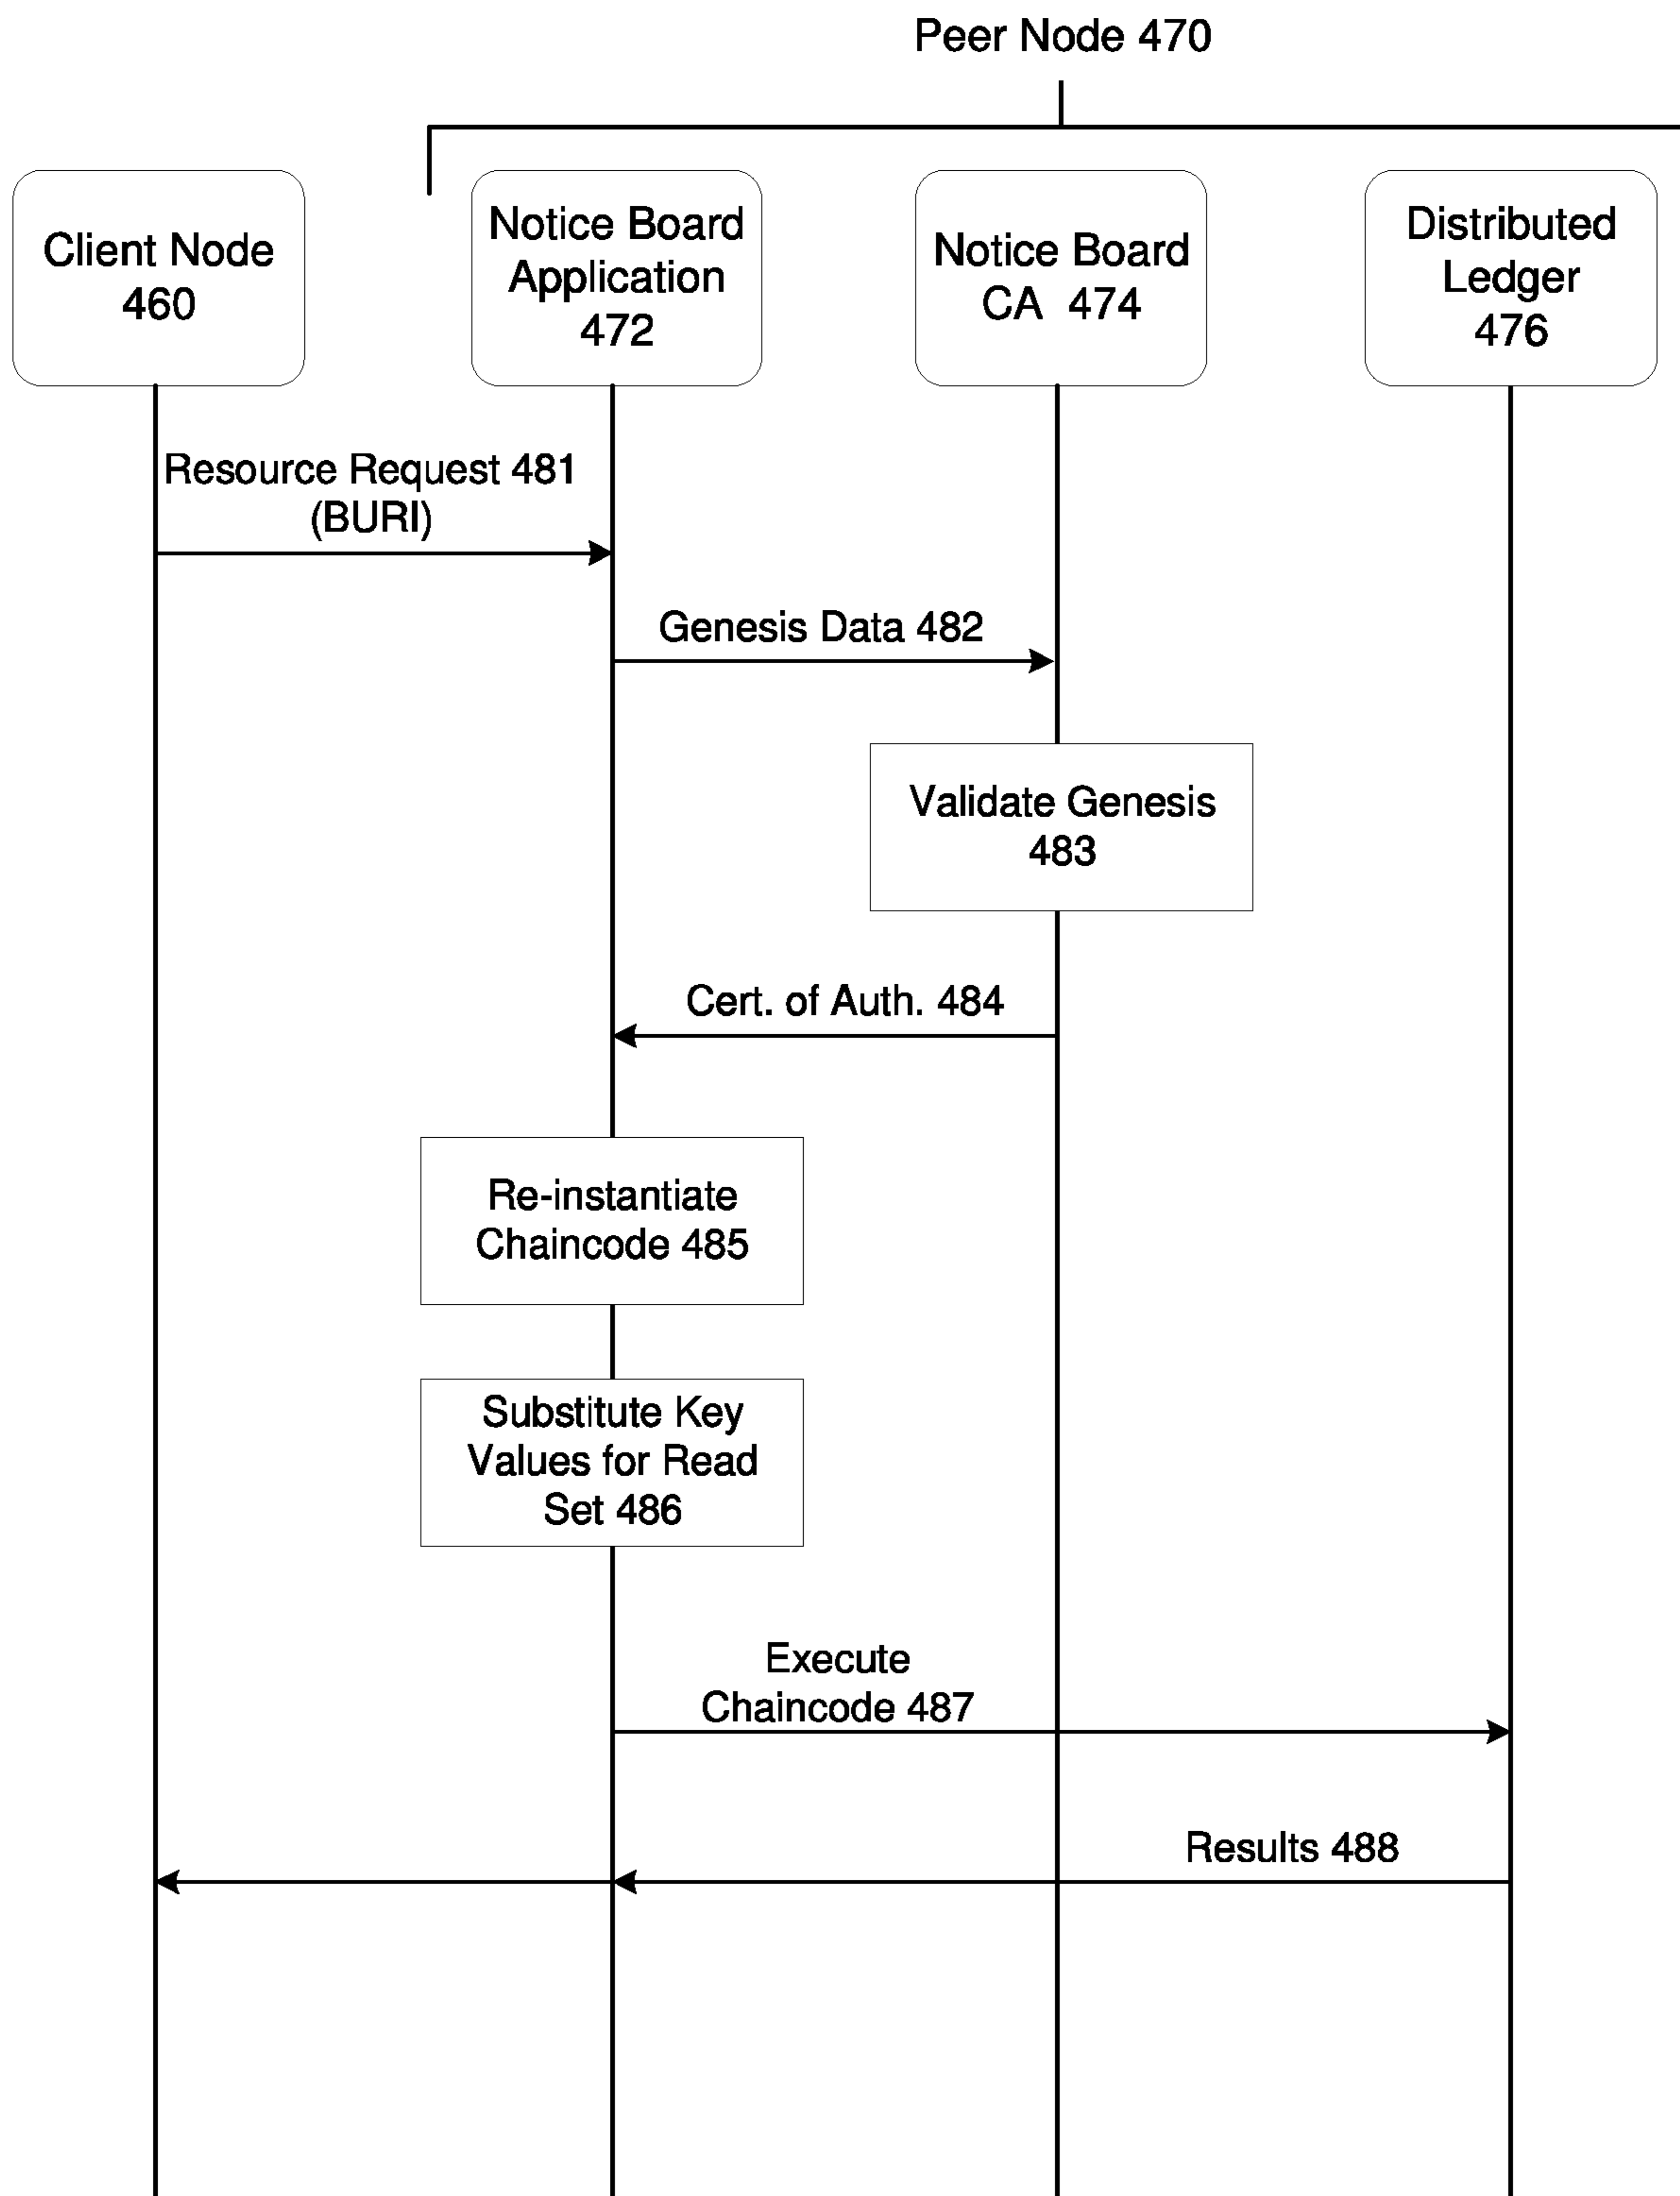 Peer Node 470
Client Node
460
Notice Board
Application
472
Notice Board
CA 474
Distributed
Ledger
476
Resource Request 481
(BURI)
Genesis Data 482
Validate Genesis
483
Cert. of Auth. 484
Re-instantiate
Chaincode 485
Substitute Key
Values for Read
Set 486
Execute
Chaincode 487
Results 488